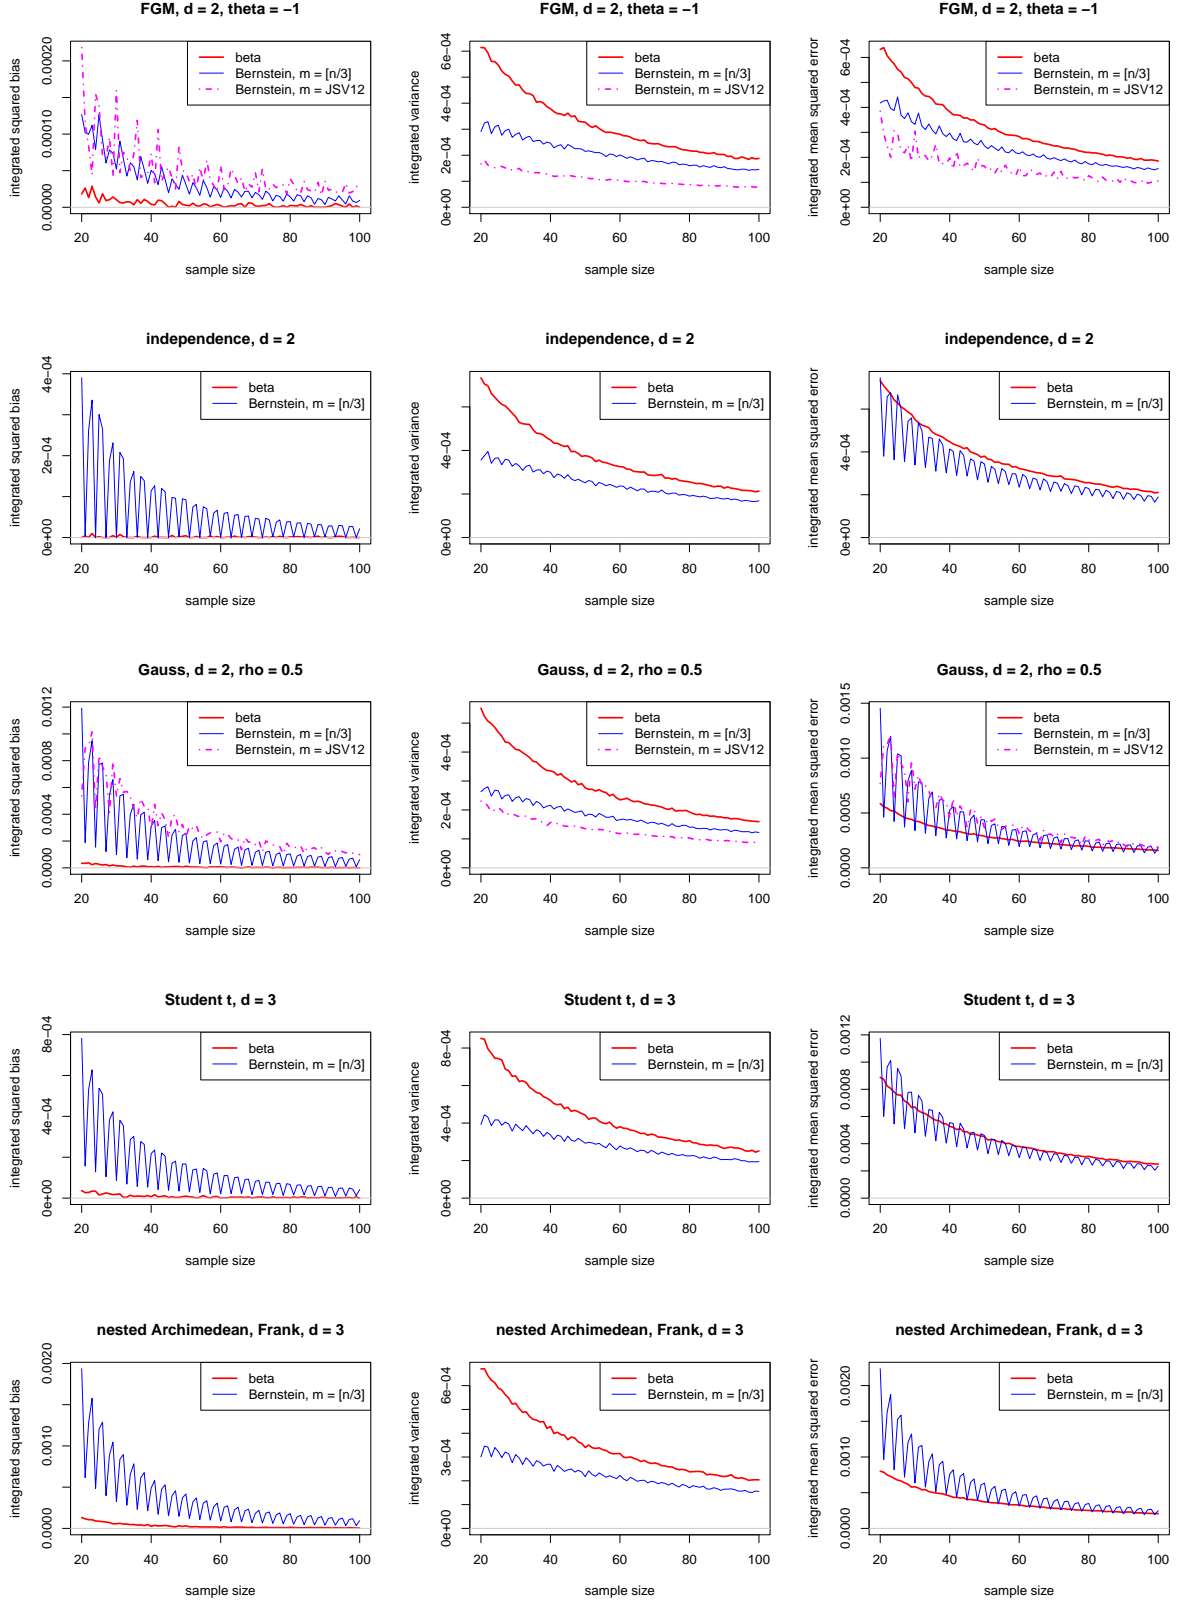 FGM, d = 2, theta = −1
integrated squared bias
0.00000 0.00010 0.00020
beta
Bernstein, m = [n/3]
Bernstein, m = JSV12
20 40 60 80 100
sample size
FGM, d = 2, theta = −1
integrated variance
0e+00 2e−04 4e−04 6e−04
beta
Bernstein, m = [n/3]
Bernstein, m = JSV12
20 40 60 80 100
sample size
FGM, d = 2, theta = −1
integrated mean squared error
0e+00 2e−04 4e−04 6e−04
beta
Bernstein, m = [n/3]
Bernstein, m = JSV12
20 40 60 80 100
sample size
independence, d = 2
integrated squared bias
0e+00 2e−04 4e−04
beta
Bernstein, m = [n/3]
20 40 60 80 100
sample size
independence, d = 2
integrated variance
0e+00 4e−04
beta
Bernstein, m = [n/3]
20 40 60 80 100
sample size
independence, d = 2
integrated mean squared error
0e+00 4e−04
beta
Bernstein, m = [n/3]
20 40 60 80 100
sample size
Gauss, d = 2, rho = 0.5
integrated squared bias
0.0000 0.0004 0.0008 0.0012
beta
Bernstein, m = [n/3]
Bernstein, m = JSV12
20 40 60 80 100
sample size
Gauss, d = 2, rho = 0.5
integrated variance
0e+00 2e−04 4e−04
beta
Bernstein, m = [n/3]
Bernstein, m = JSV12
20 40 60 80 100
sample size
Gauss, d = 2, rho = 0.5
integrated mean squared error
0.0000 0.0005 0.0010 0.0015
beta
Bernstein, m = [n/3]
Bernstein, m = JSV12
20 40 60 80 100
sample size
Student t, d = 3
integrated squared bias
0e+00 4e−04 8e−04
beta
Bernstein, m = [n/3]
20 40 60 80 100
sample size
Student t, d = 3
integrated variance
0e+00 4e−04 8e−04
beta
Bernstein, m = [n/3]
20 40 60 80 100
sample size
Student t, d = 3
integrated mean squared error
0.0000 0.0004 0.0008 0.0012
beta
Bernstein, m = [n/3]
20 40 60 80 100
sample size
nested Archimedean, Frank, d = 3
integrated squared bias
0.0000 0.0010 0.0020
beta
Bernstein, m = [n/3]
20 40 60 80 100
sample size
nested Archimedean, Frank, d = 3
integrated variance
0e+00 3e−04 6e−04
beta
Bernstein, m = [n/3]
20 40 60 80 100
sample size
nested Archimedean, Frank, d = 3
integrated mean squared error
0.0000 0.0010 0.0020
beta
Bernstein, m = [n/3]
20 40 60 80 100
sample size